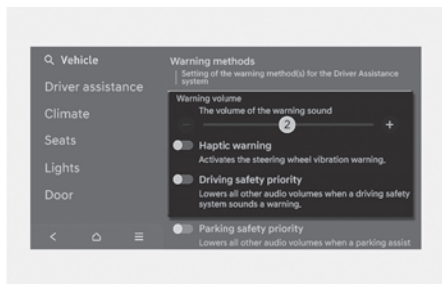 Vehicle
Driver assistance
Climate
Seats
Lights
Door
Warning methods
Setting of the warning method(s) for the Driver Assistance
system
Warning volume
The volume of the warning sound
2
Haptic warning
Activates the steering wheel vibration warning.
Driving safety priority
Lowers all other audio volumes when a driving safety
system sounds a warning.
Parking safety priority
Lowers all other audio volumes when a parking assist